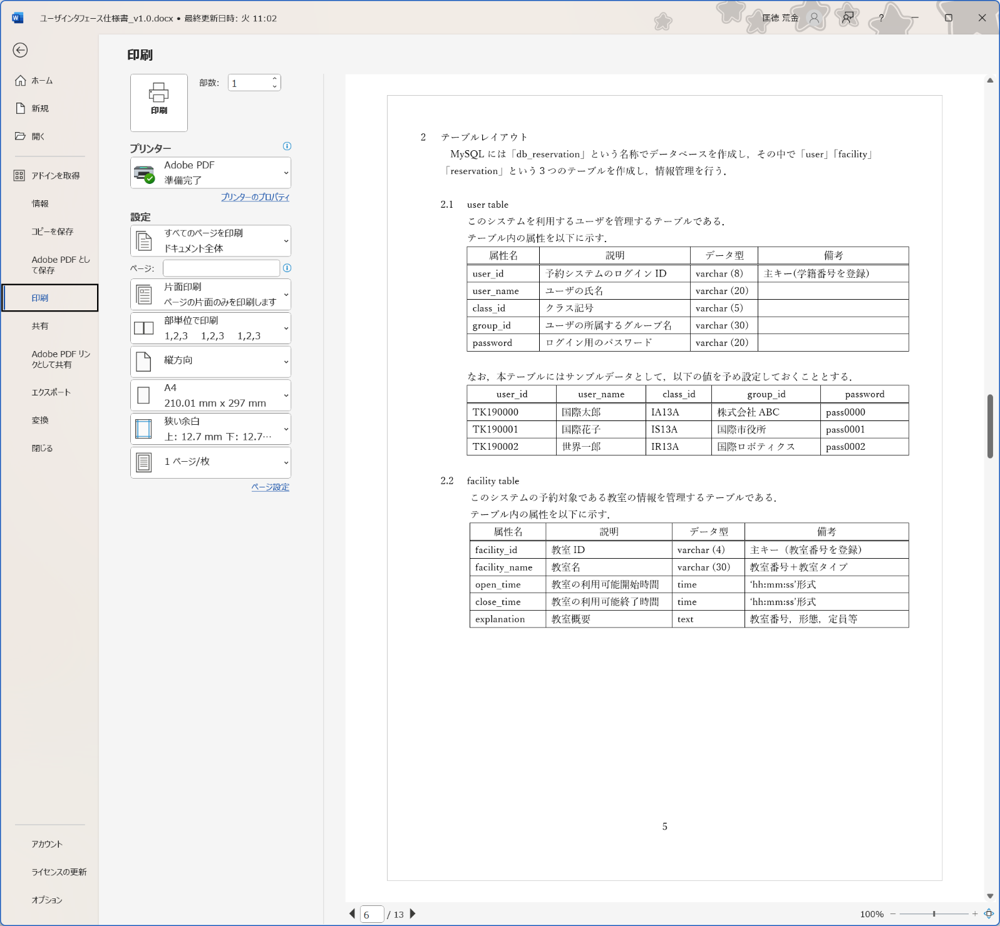 ユーザインタフェース仕様書_v1.0.docx • 最終更新日時: 火 11:02
匡徳 荒金
?
ホーム
新規
開く
アドインを取得
情報
コピーを保存
Adobe PDF とし
て保存
印刷
共有
Adobe PDF リン
クとして共有
エクスポート
変換
閉じる
アカウント
ライセンスの更新
オプション
印刷
印刷
部数: 1
プリンター
Adobe PDF
準備完了
プリンターのプロパティ
設定
すべてのページを印刷
ドキュメント全体
ページ:
片面印刷
ページの片面のみを印刷します
部単位で印刷
1,2,3 1,2,3 1,2,3
縦方向
A4
210.01 mm x 297 mm
狭い余白
上: 12.7 mm 下: 12.7…
1 ページ/枚
ページ設定
2 テーブルレイアウト
MySQL には「db_reservation」という名称でデータベースを作成し，その中で「user」「facility」
「reservation」という３つのテーブルを作成し，情報管理を行う．
2.1 user table
このシステムを利用するユーザを管理するテーブルである．
テーブル内の属性を以下に示す．
属性名 説明 データ型 備考
user_id 予約システムのログイン ID varchar (8) 主キー(学籍番号を登録)
user_name ユーザの氏名 varchar (20)
class_id クラス記号 varchar (5)
group_id ユーザの所属するグループ名 varchar (30)
password ログイン用のパスワード varchar (20)
なお，本テーブルにはサンプルデータとして，以下の値を予め設定しておくこととする．
user_id user_name class_id group_id password
TK190000 国際太郎 IA13A 株式会社 ABC pass0000
TK190001 国際花子 IS13A 国際市役所 pass0001
TK190002 世界一郎 IR13A 国際ロボティクス pass0002
2.2 facility table
このシステムの予約対象である教室の情報を管理するテーブルである．
テーブル内の属性を以下に示す．
属性名 説明 データ型 備考
facility_id 教室 ID varchar (4) 主キー（教室番号を登録）
facility_name 教室名 varchar (30) 教室番号＋教室タイプ
open_time 教室の利用可能開始時間 time ‘hh:mm:ss’形式
close_time 教室の利用可能終了時間 time ‘hh:mm:ss’形式
explanation 教室概要 text 教室番号，形態，定員等
5
6 / 13
100%